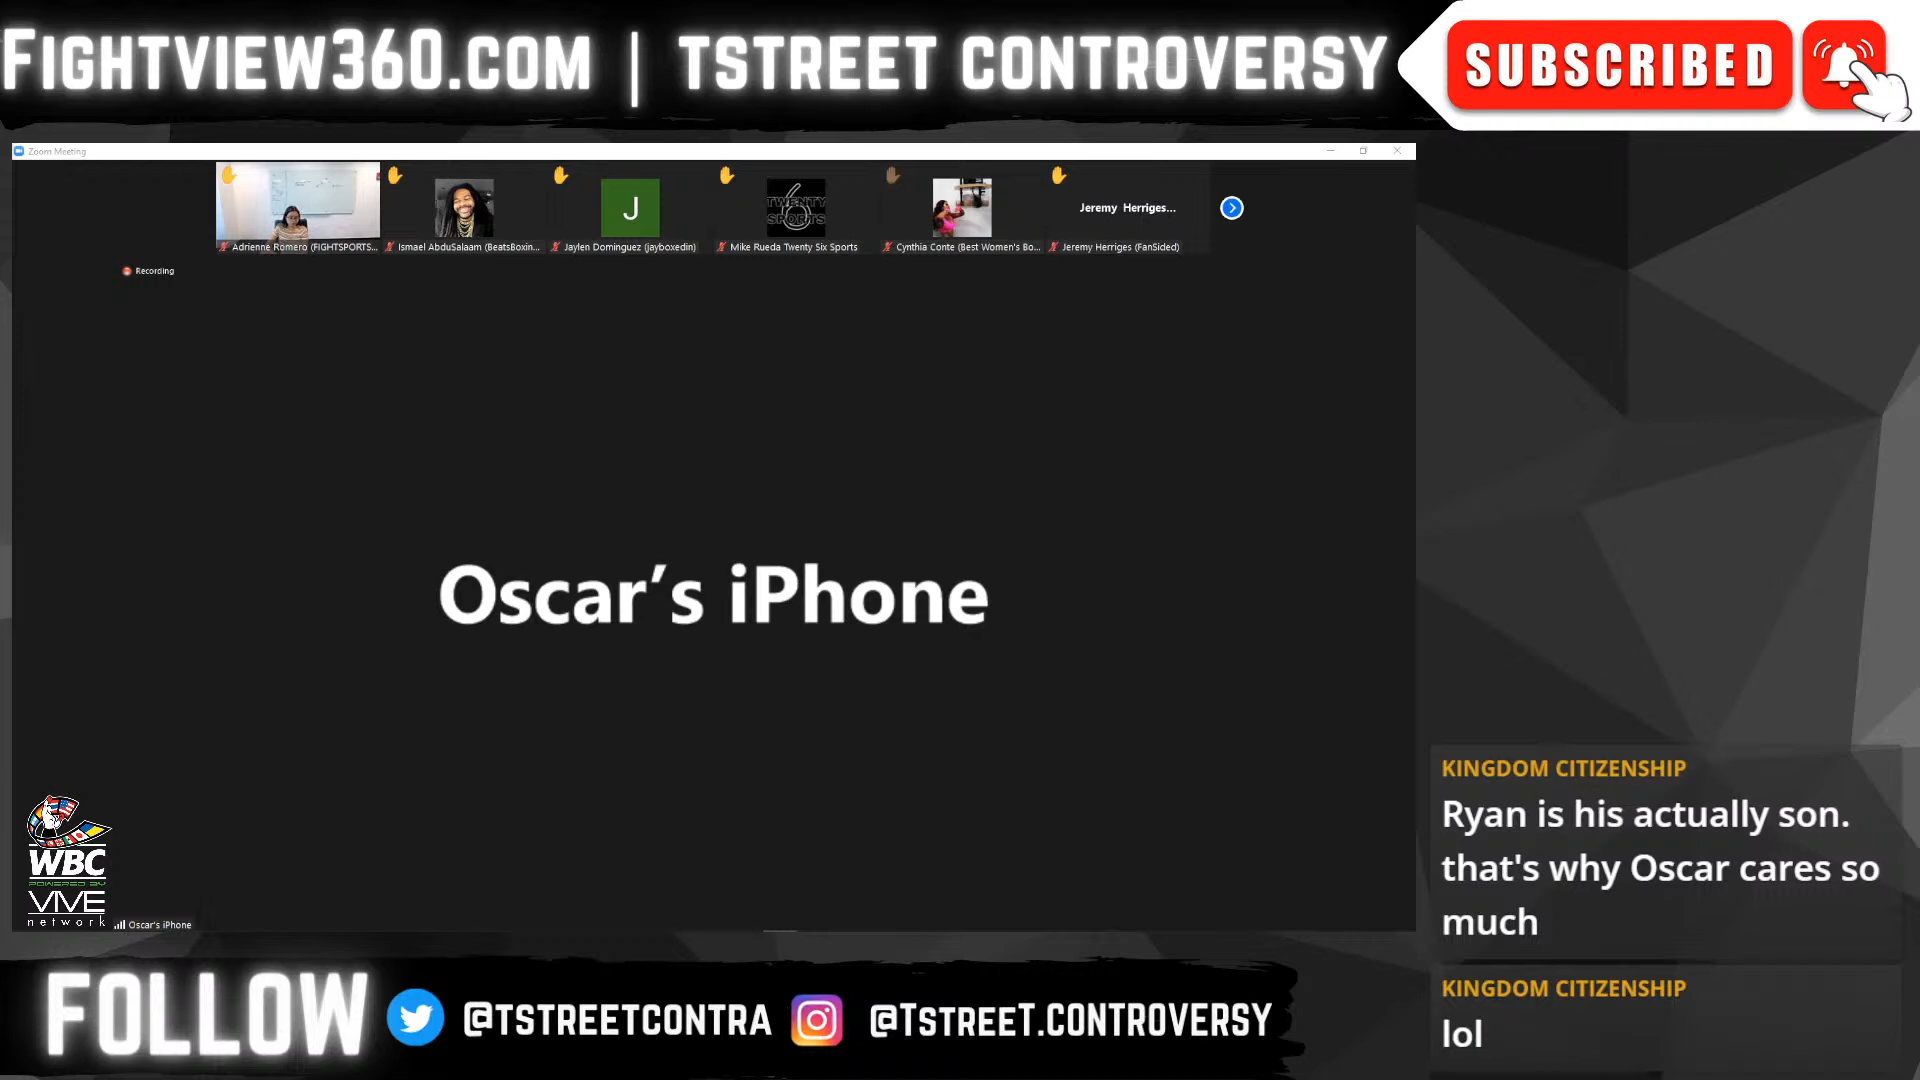 FIGHTVIEW360.COM | TSTREET CONTROVERSY
SUBSCRIBED
Zoom Meeting
TWENTY
6
SPORTS
J
Jeremy Herriges...
Adrienne Romero (FIGHTSPORTS...
Ismael AbduSalaam (BeatsBoxin...
Jaylen Dominguez (jayboxedin)
Mike Rueda Twenty Six Sports
Cynthia Conte (Best Women's Bo...
Jeremy Herriges (FanSided)
Recording
Oscar's iPhone
KINGDOM CITIZENSHIP
Ryan is his actually son.
that's why Oscar cares so
much
WBC
POWERED BY
VIVE
network
Oscar's iPhone
KINGDOM CITIZENSHIP
lol
FOLLOW
@TSTREETCONTRA
@TSTREET.CONTROVERSY